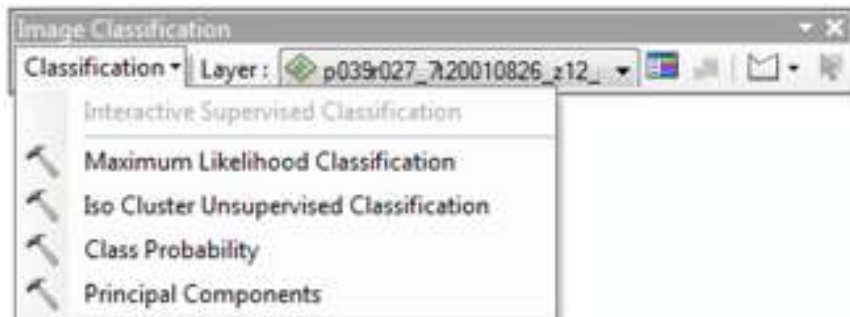 Image Classification
Classification Layer: p039r027_7t20010826_z12_
Interactive Supervised Classification
Maximum Likelihood Classification
Iso Cluster Unsupervised Classification
Class Probability
Principal Components